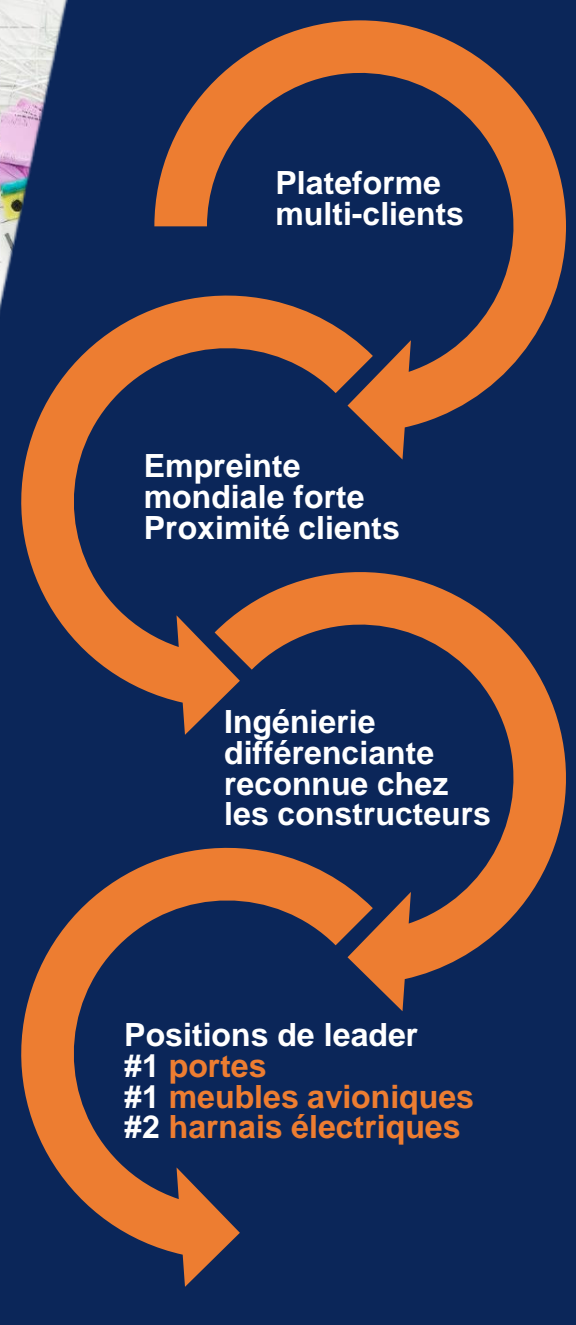 Plateforme
multi-clients
Empreinte
mondiale forte
Proximité clients
Ingénierie
différenciante
reconnue chez
les constructeurs
Positions de leader
#1 portes
#1 meubles avioniques
#2 harnais électriques